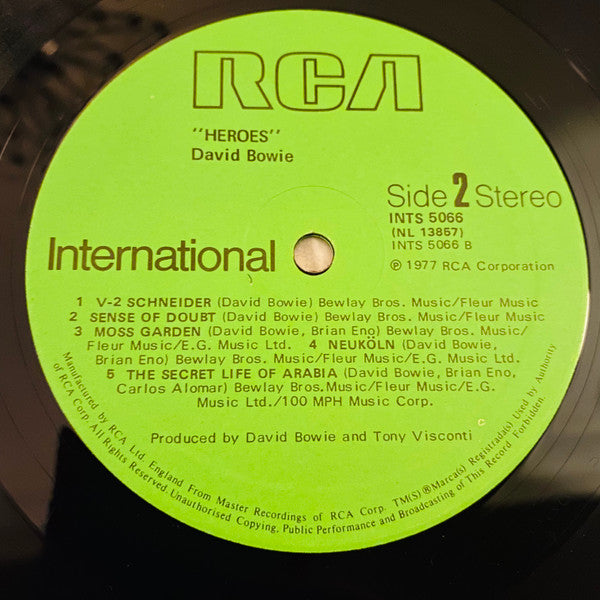 RCA
"HEROES"
David Bowie
Side 2 Stereo
INTS 5066
(NL 13857)
INTS 5066 B
International
℗ 1977 RCA Corporation
1 V-2 SCHNEIDER (David Bowie) Bewlay Bros. Music/Fleur Music
2 SENSE OF DOUBT (David Bowie) Bewlay Bros. Music/Fleur Music
3 MOSS GARDEN (David Bowie, Brian Eno) Bewlay Bros. Music/
Fleur Music/E.G. Music Ltd. 4 NEUKÖLN (David Bowie,
Brian Eno) Bewlay Bros. Music/Fleur Music/E.G. Music Ltd.
5 THE SECRET LIFE OF ARABIA (David Bowie, Brian Eno,
Carlos Alomar) Bewlay Bros.Music/Fleur Music/E.G.
Music Ltd./100 MPH Music Corp.
Produced by David Bowie and Tony Visconti
Manufactured by RCA Ltd. England From Master Recordings of RCA Corp. TM(S)®Marca(s) Registrada(s) Used by Authority
of RCA Corp. All Rights Reserved Unauthorised Copying, Public Performance and Broadcasting of This Record Forbidden.